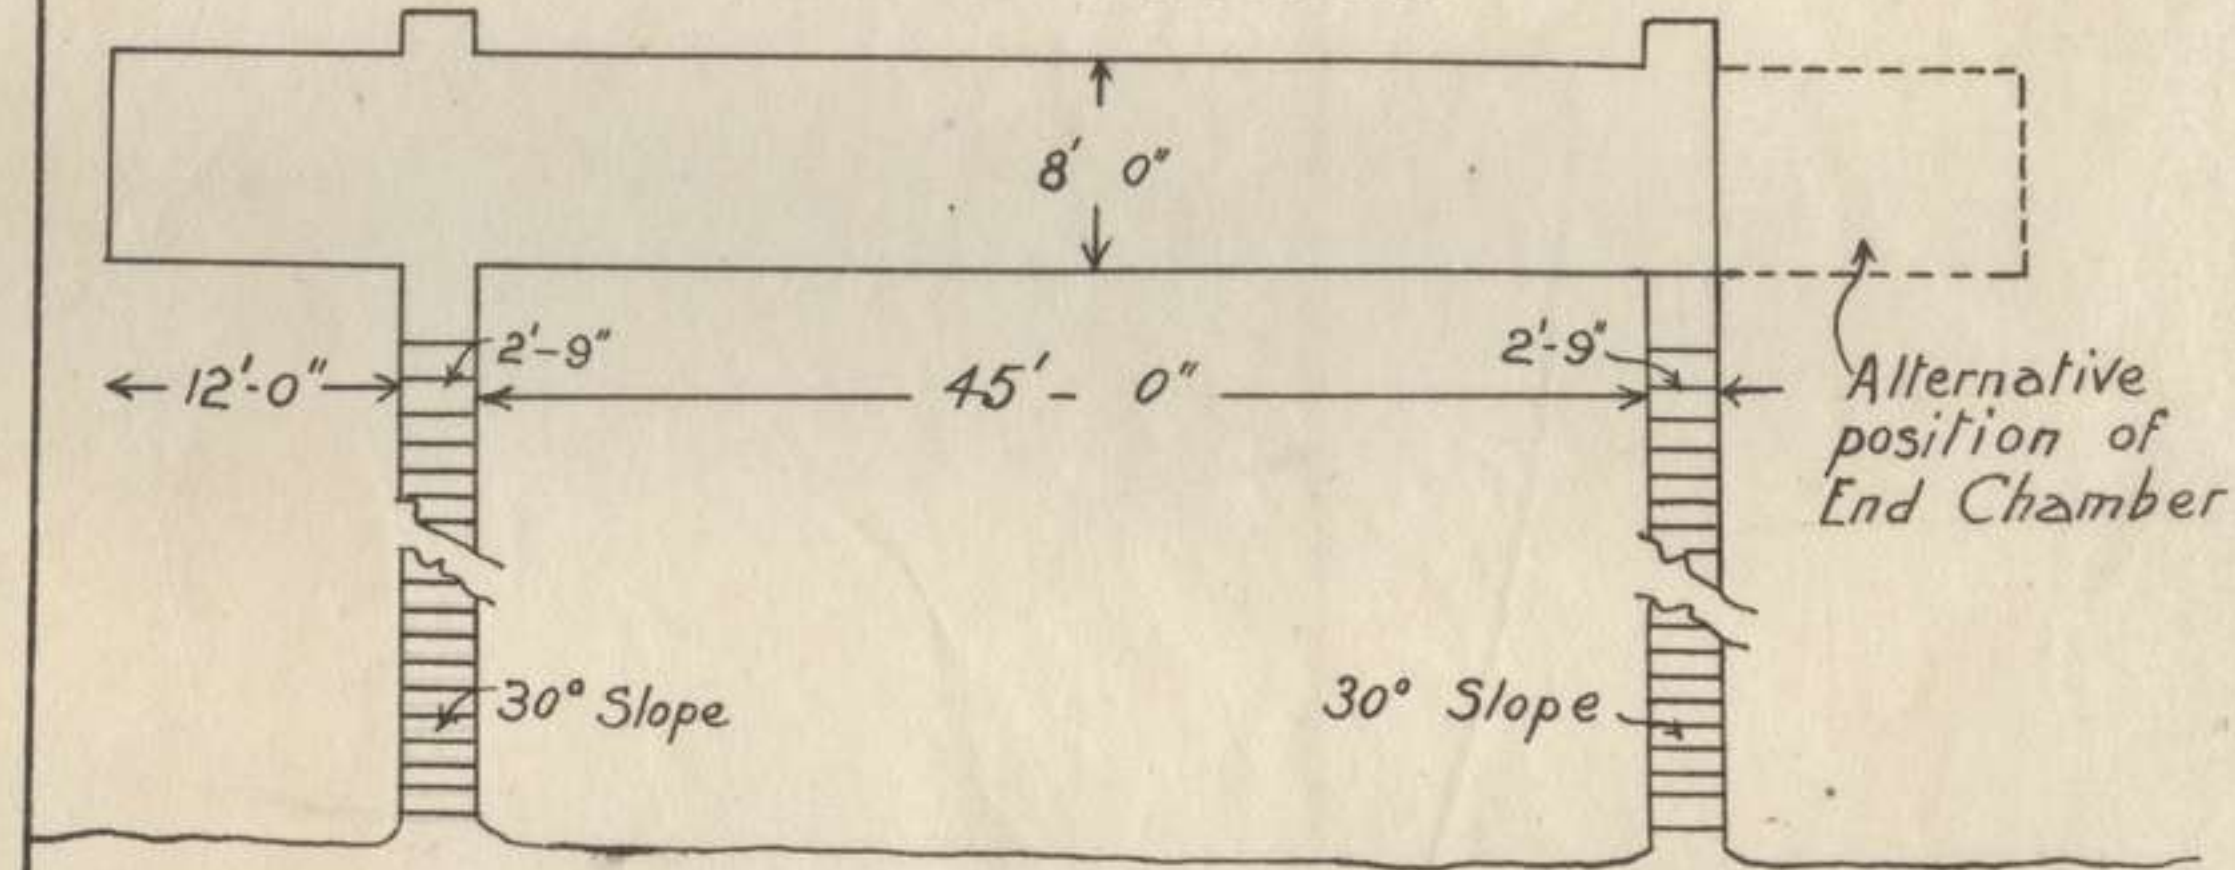 8' 0"
2'-9"
2'-9"
12'-0"
45'- 0"
Alternative
position of
End Chamber
30° Slope
30° Slope